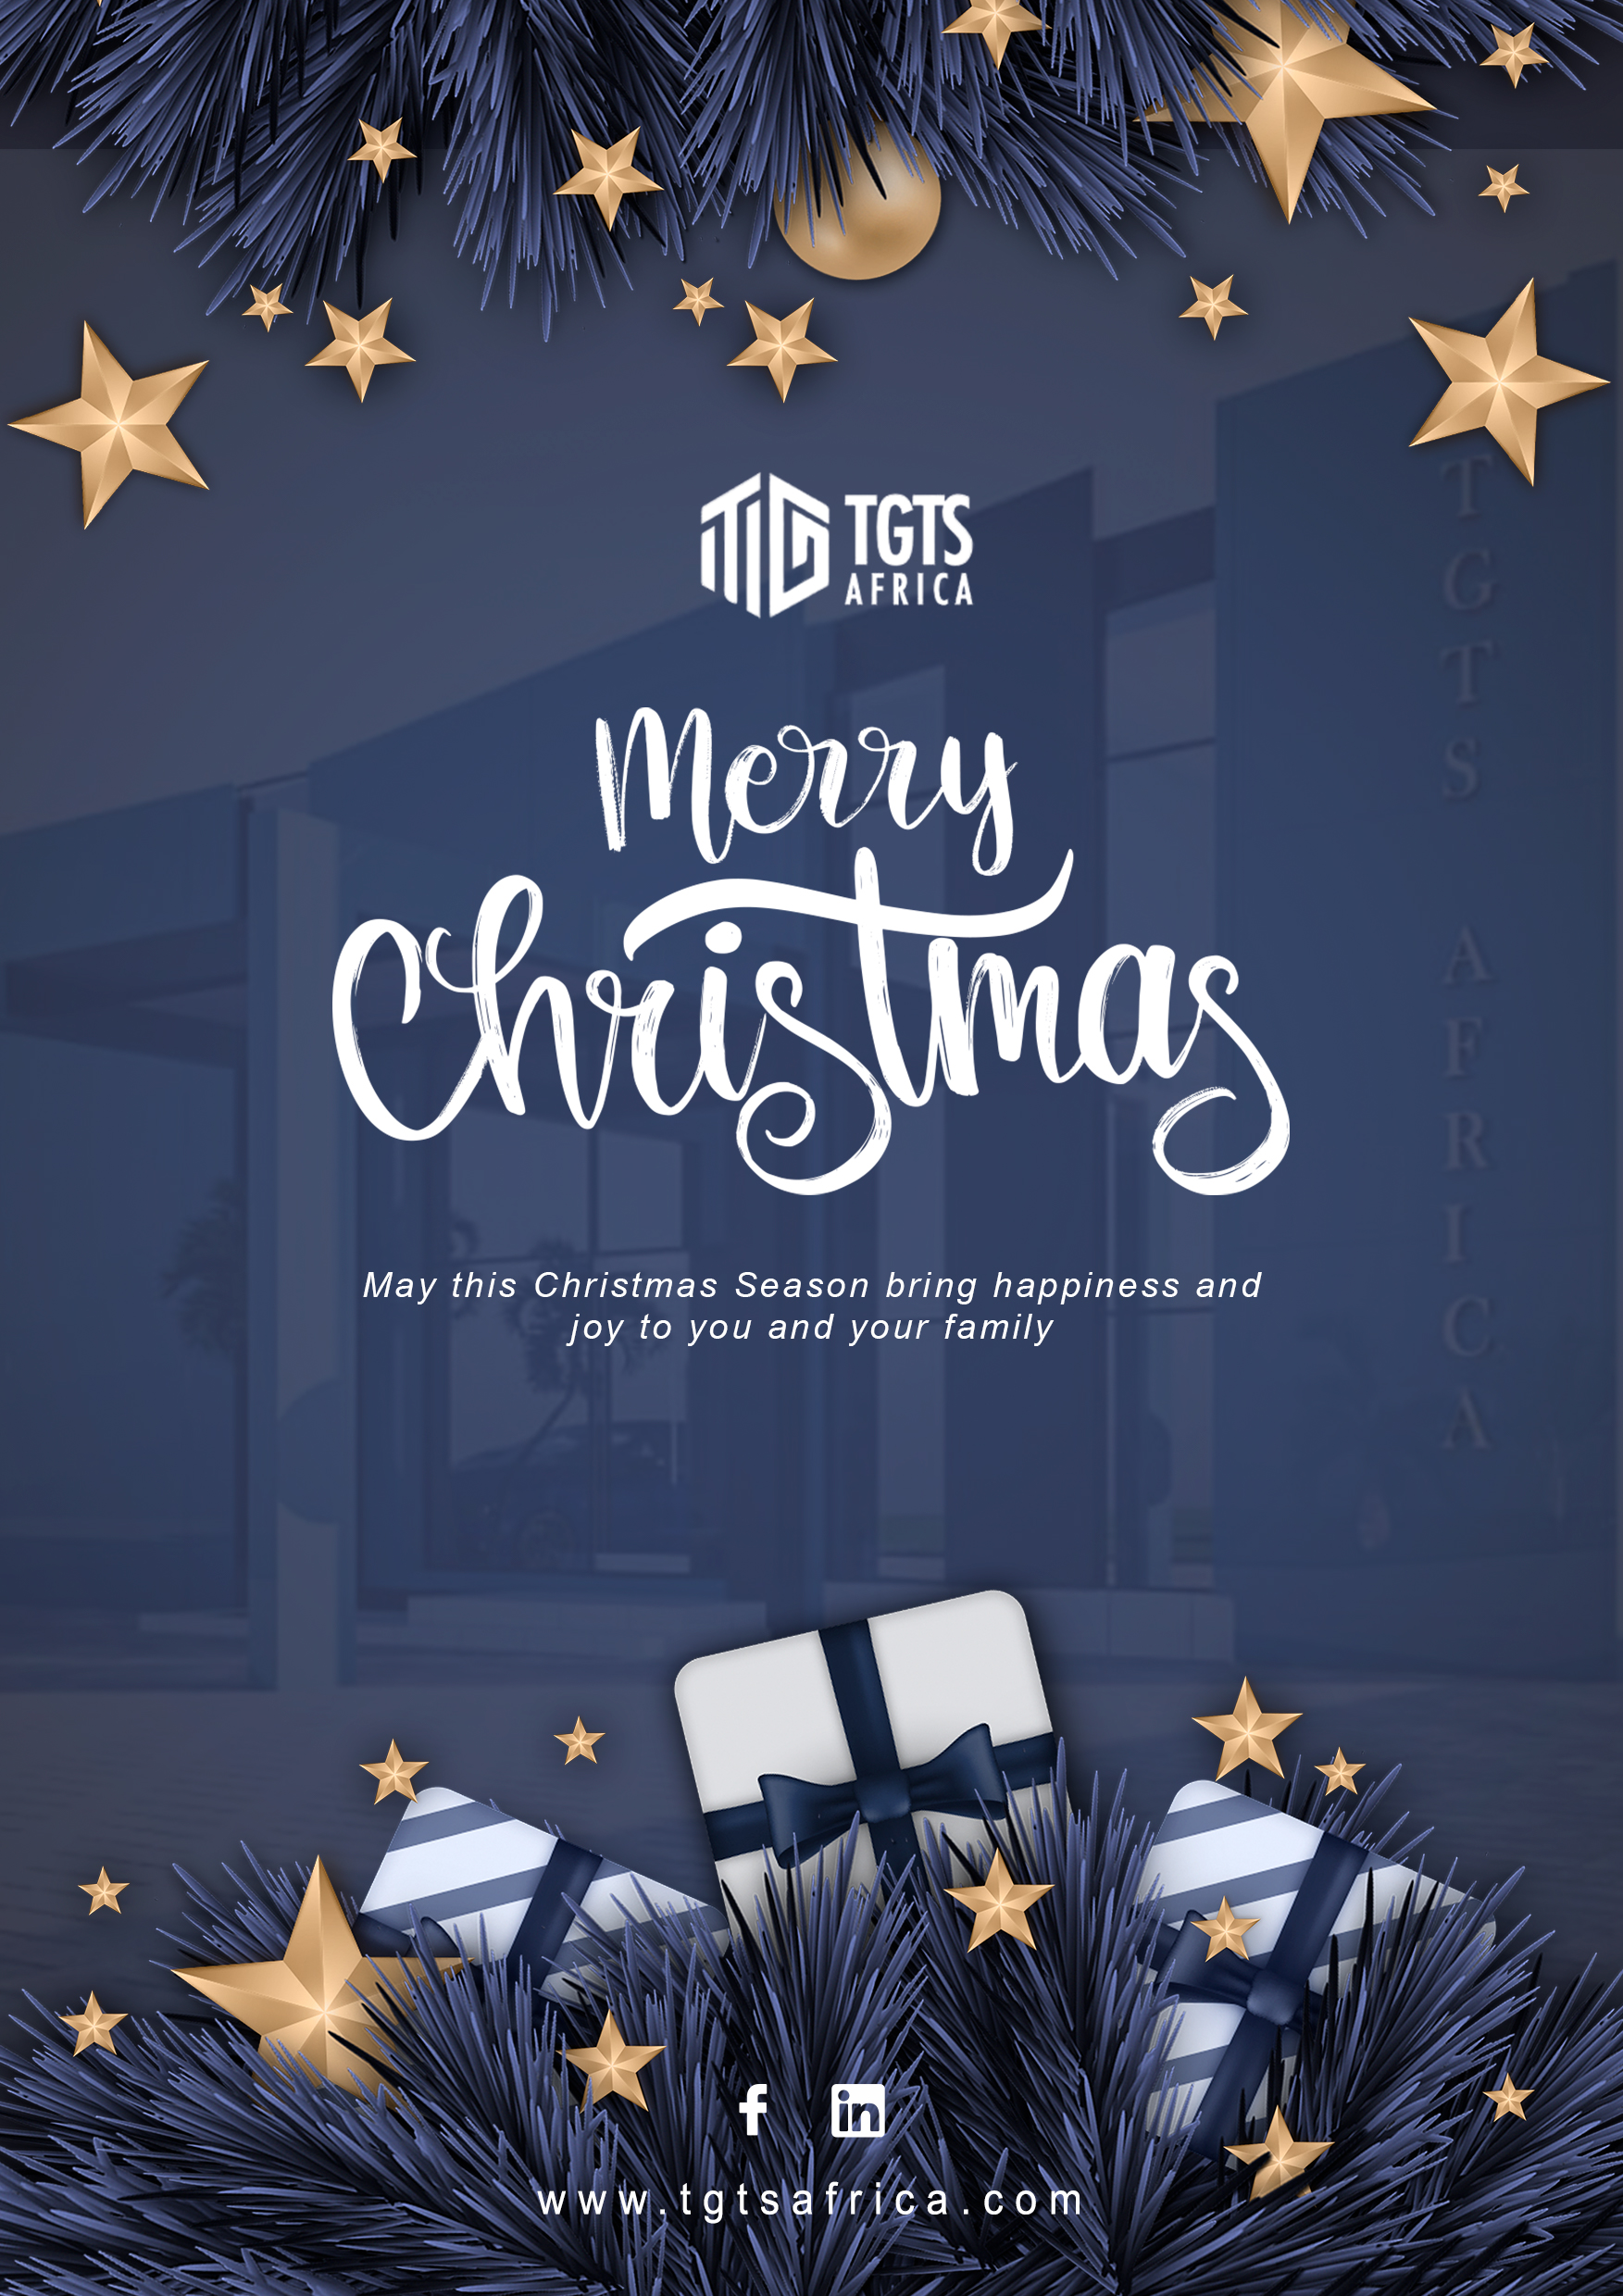 TGTS
AFRICA
Merry
Christmas
May this Christmas Season bring happiness and
joy to you and your family
TGTS AFRICA
www.tgtsafrica.com